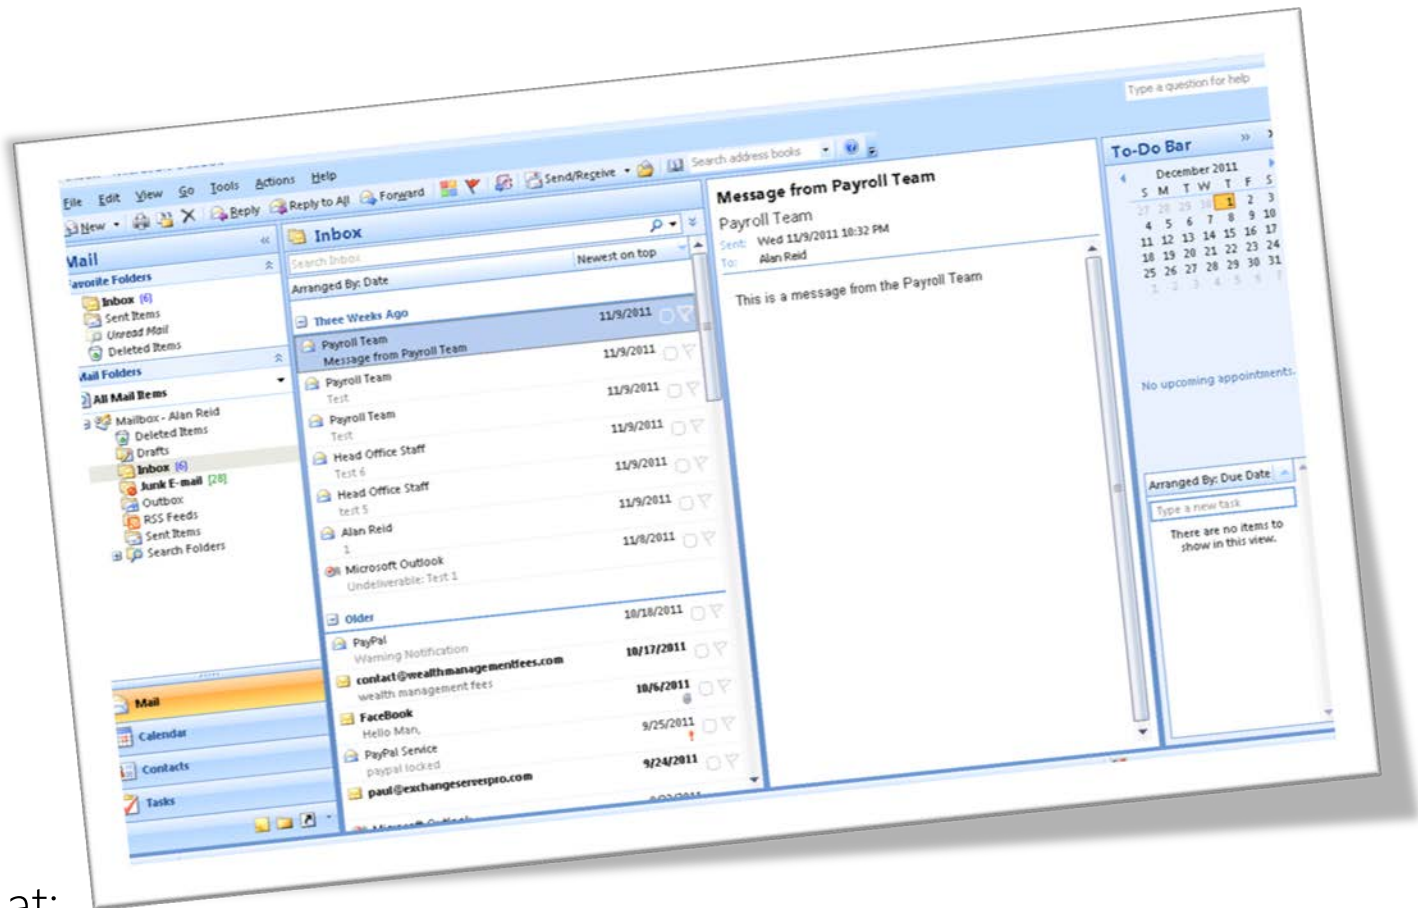 File Edit View Go Tools Actions Help
New Reply Reply to All Forward Send/Receive Search address books
Type a question for help
Mail
Favorite Folders
Inbox (6)
Sent Items
Unread Mail
Deleted Items
Mail Folders
All Mail Items
Mailbox - Alan Reid
Deleted Items
Drafts
Inbox (6)
Junk E-mail [28]
Outbox
RSS Feeds
Sent Items
Search Folders
Mail
Calendar
Contacts
Tasks
Inbox
Search Inbox
Arranged By: Date Newest on top
Three Weeks Ago
Payroll Team 11/9/2011
Message from Payroll Team
Payroll Team 11/9/2011
Test
Payroll Team 11/9/2011
Test
Head Office Staff 11/9/2011
Test 6
Head Office Staff 11/9/2011
test 5
Alan Reid 11/9/2011
1
Microsoft Outlook 11/8/2011
Undeliverable: Test 1
Older
PayPal 10/18/2011
Warning Notification
contact@wealthmanagementfees.com 10/17/2011
wealth management fees
FaceBook 10/6/2011
Hello Man,
PayPal Service 9/25/2011
paypal locked
paul@exchangeserverpro.com 9/24/2011
Microsoft Outlook
Message from Payroll Team
Payroll Team
Sent: Wed 11/9/2011 10:32 PM
To: Alan Reid
This is a message from the Payroll Team
To-Do Bar
December 2011
S M T W T F S
27 28 29 30 1 2 3
4 5 6 7 8 9 10
11 12 13 14 15 16 17
18 19 20 21 22 23 24
25 26 27 28 29 30 31
1 2 3 4 5 6 7
No upcoming appointments.
Arranged By: Due Date
Type a new task
There are no items to
show in this view.
at: